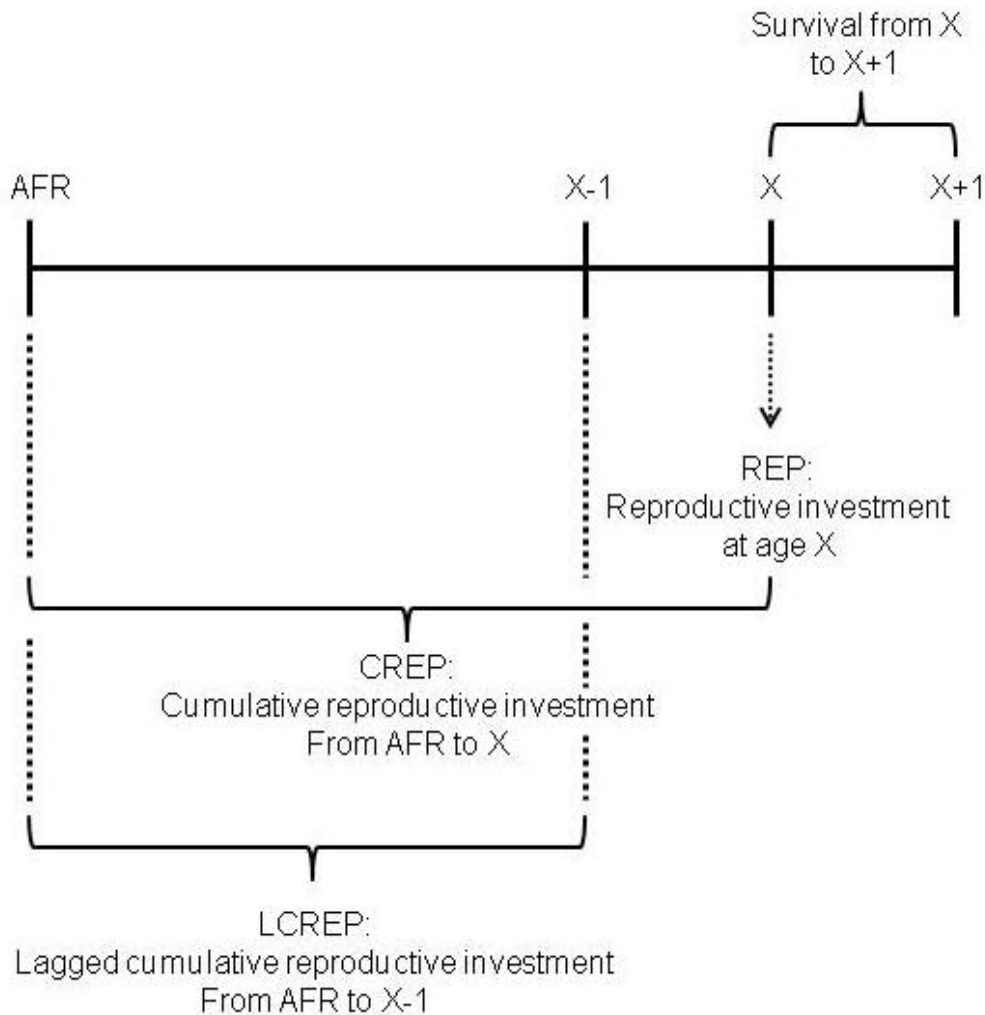 Survival from X
to X+1
AFR
X-1
X
X+1
REP:
Reproductive investment
at age X
CREP:
Cumulative reproductive investment
From AFR to X
LCREP:
Lagged cumulative reproductive investment
From AFR to X-1